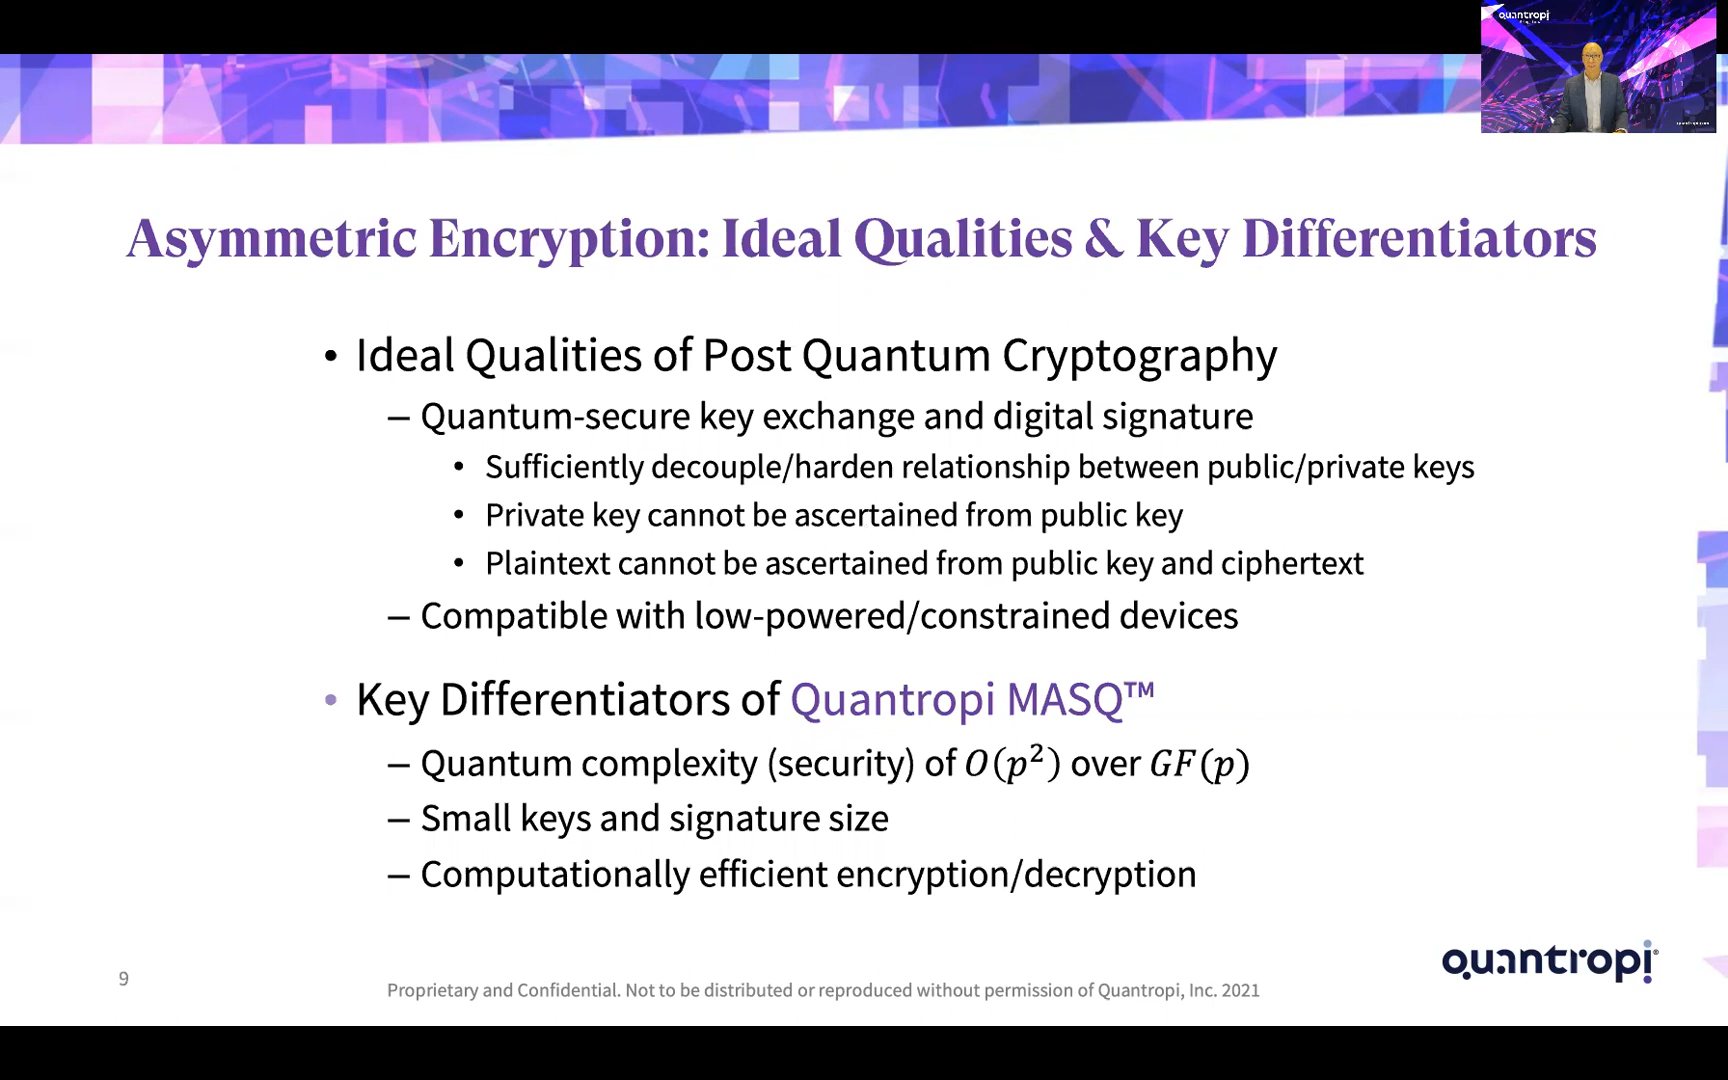 quantropi
Asymmetric Encryption: Ideal Qualities & Key Differentiators
• Ideal Qualities of Post Quantum Cryptography
– Quantum-secure key exchange and digital signature
• Sufficiently decouple/harden relationship between public/private keys
• Private key cannot be ascertained from public key
• Plaintext cannot be ascertained from public key and ciphertext
– Compatible with low-powered/constrained devices
• Key Differentiators of Quantropi MASQ™
– Quantum complexity (security) of O(p²) over GF(p)
– Small keys and signature size
– Computationally efficient encryption/decryption
quantropi®
9
Proprietary and Confidential. Not to be distributed or reproduced without permission of Quantropi, Inc. 2021